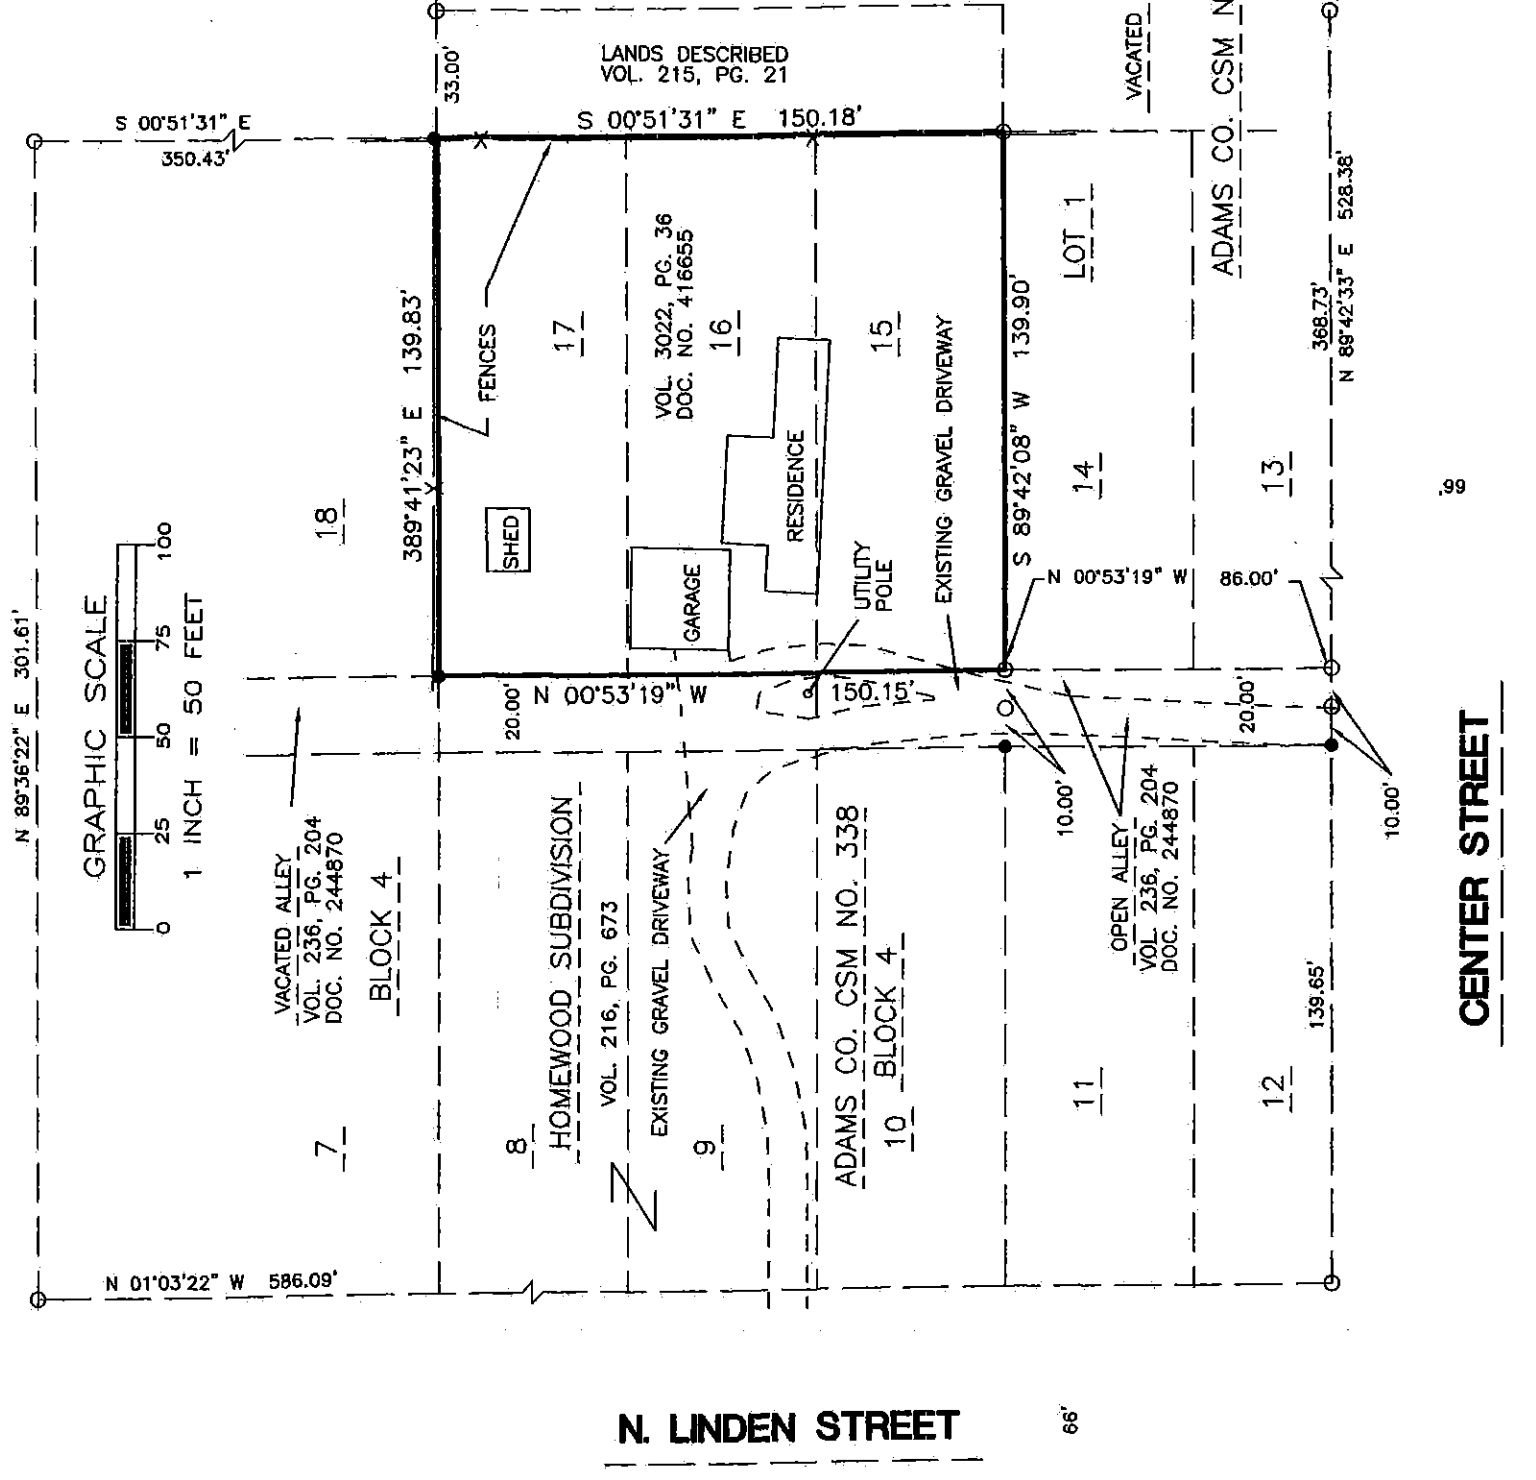 LANDS DESCRIBED
VOL. 215, PG. 21
33.00'
VACATED
ADAMS CO. CSM N
S 00°51'31" E
350.43'
S 00°51'31" E 150.18'
LOT 1
N 89°42'33" E 528.38'
368.73'
389°41'23" E 139.83'
FENCES
17
VOL. 3022, PG. 36
DOC. NO. 416655
16
15
S 89°42'08" W 139.90'
EXISTING GRAVEL DRIVEWAY
RESIDENCE
SHED
GARAGE
UTILITY
POLE
14
13
66'
18
N 89°36'22" E 301.61'
GRAPHIC SCALE
0
25
50
75
100
1 INCH = 50 FEET
N 00°53'19" W 86.00'
20.00'
N 00°53'19" W 150.15'
20.00'
10.00'
10.00'
VACATED ALLEY
VOL. 236, PG. 204
DOC. NO. 244870
BLOCK 4
HOMEWOOD SUBDIVISION
VOL. 216, PG. 673
EXISTING GRAVEL DRIVEWAY
ADAMS CO. CSM NO. 338
BLOCK 4
OPEN ALLEY
VOL 236, PG. 204
DOC. NO. 244870
139.65'
CENTER STREET
7
8
9
10
11
12
N 01°03'22" W 586.09'
N. LINDEN STREET
66'